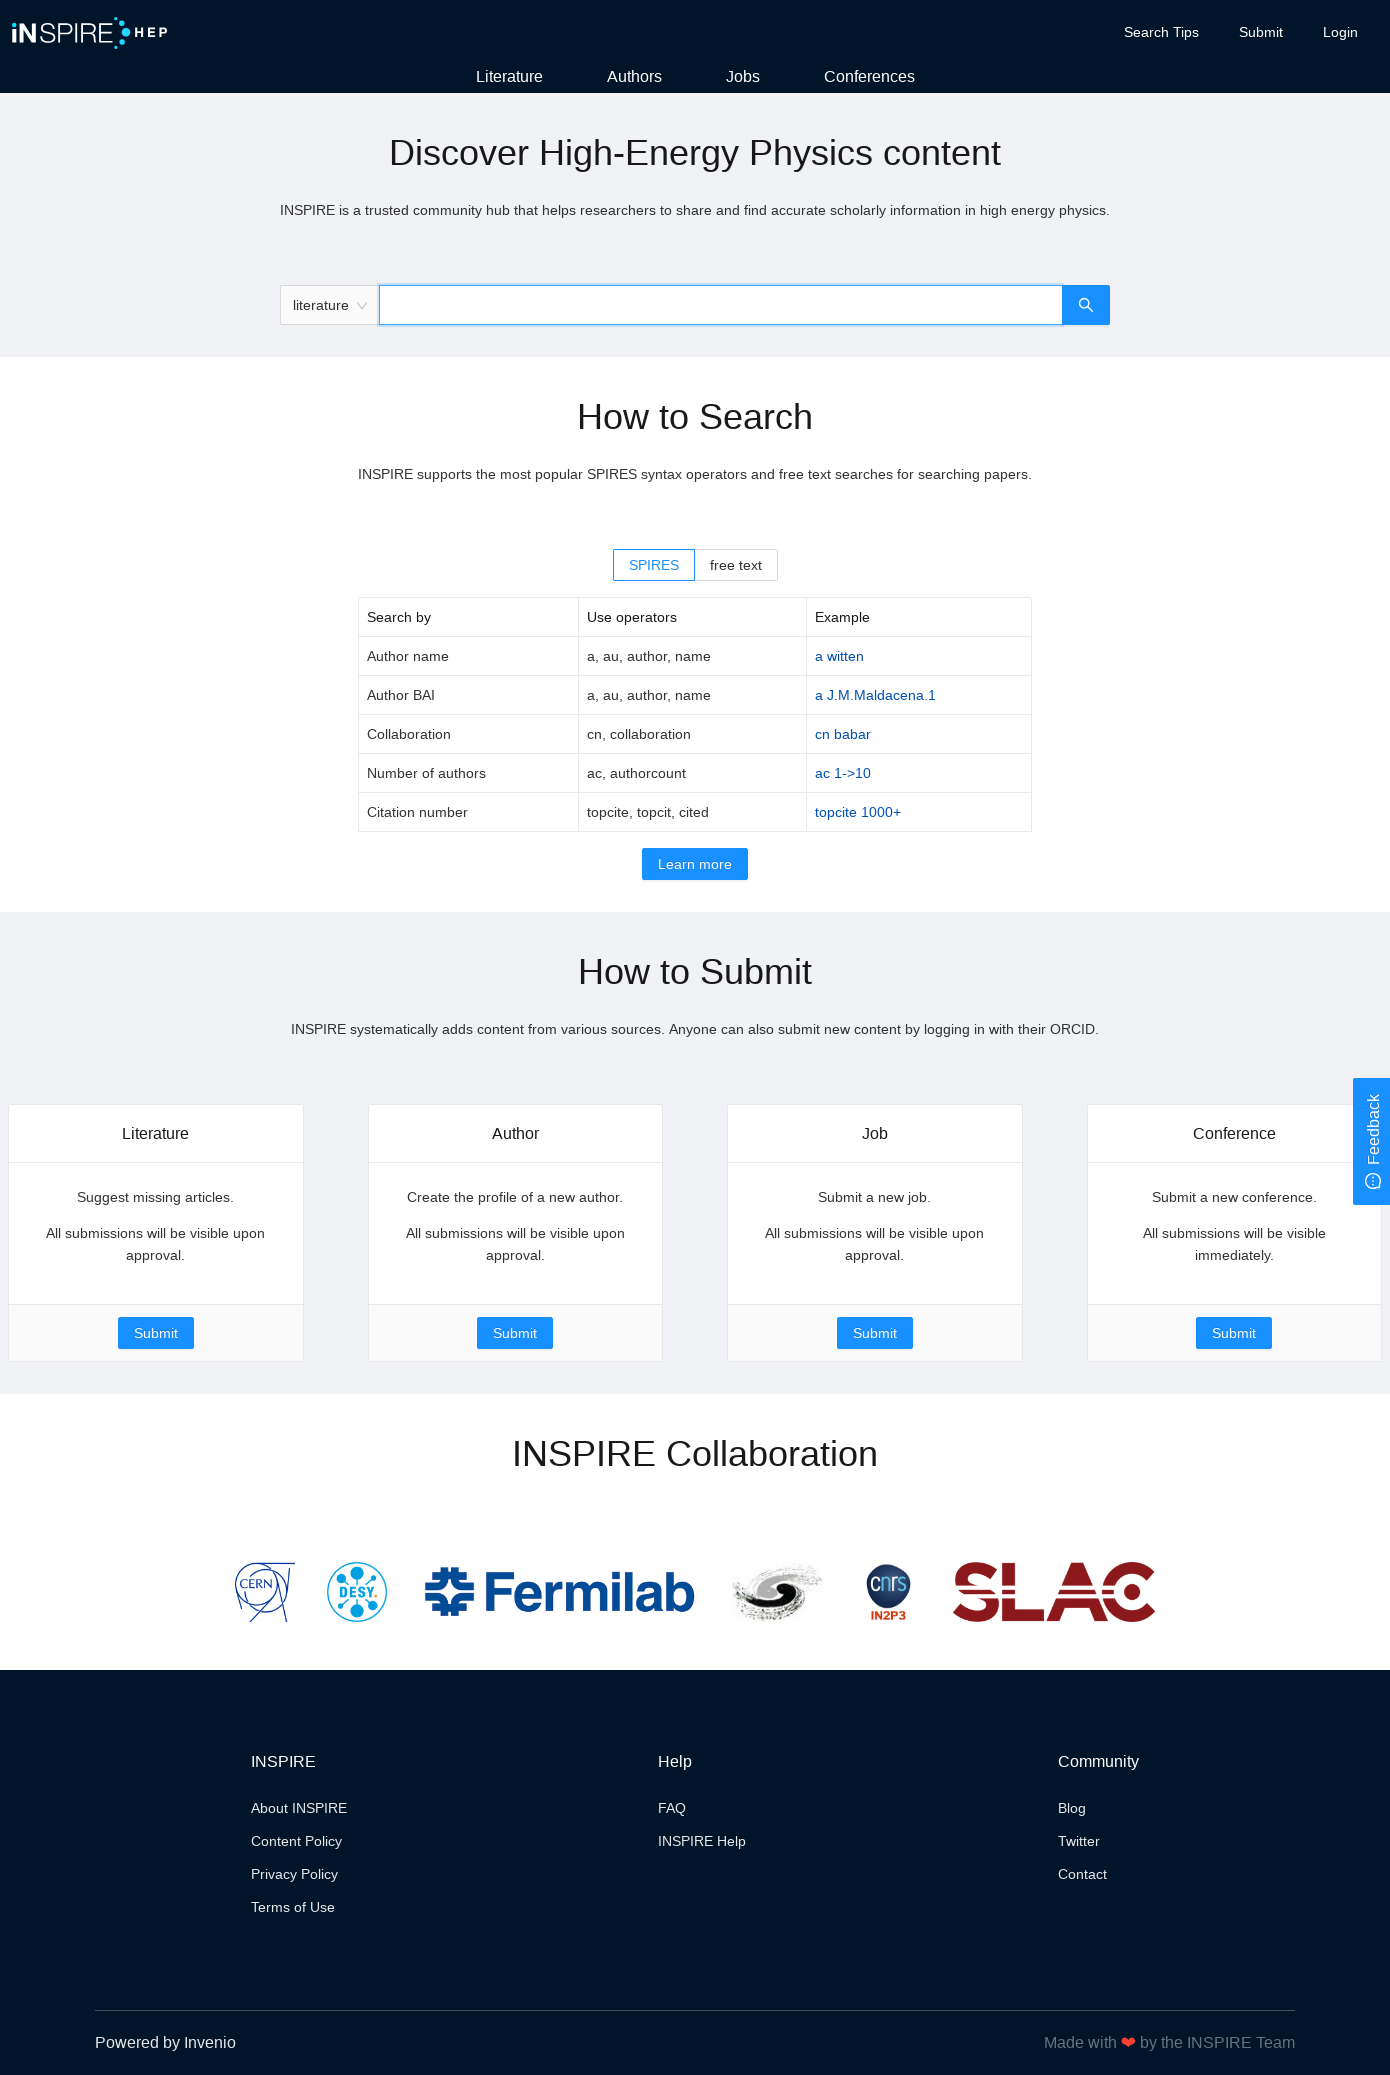 iNSPIRE HEP
Search Tips Submit Login
Literature Authors Jobs Conferences
Discover High-Energy Physics content
INSPIRE is a trusted community hub that helps researchers to share and find accurate scholarly information in high energy physics.
literature
How to Search
INSPIRE supports the most popular SPIRES syntax operators and free text searches for searching papers.
SPIRES free text
Search by Use operators Example
Author name a, au, author, name a witten
Author BAI a, au, author, name a J.M.Maldacena.1
Collaboration cn, collaboration cn babar
Number of authors ac, authorcount ac 1->10
Citation number topcite, topcit, cited topcite 1000+
Learn more
How to Submit
INSPIRE systematically adds content from various sources. Anyone can also submit new content by logging in with their ORCID.
Feedback
Literature
Suggest missing articles.
All submissions will be visible upon
approval.
Submit
Author
Create the profile of a new author.
All submissions will be visible upon
approval.
Submit
Job
Submit a new job.
All submissions will be visible upon
approval.
Submit
Conference
Submit a new conference.
All submissions will be visible
immediately.
Submit
INSPIRE Collaboration
CERN DESY. Fermilab cnrs SLAC
IN2P3
INSPIRE
About INSPIRE
Content Policy
Privacy Policy
Terms of Use
Help
FAQ
INSPIRE Help
Community
Blog
Twitter
Contact
Powered by Invenio
Made with ❤ by the INSPIRE Team